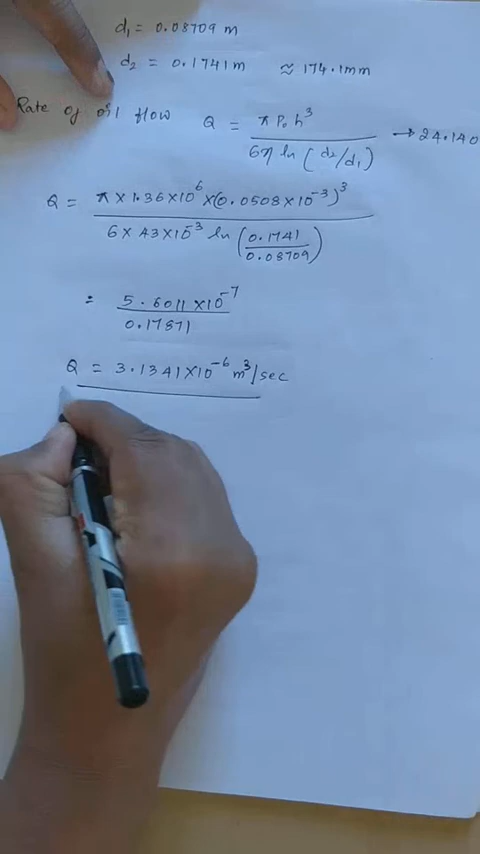 d₁ = 0.08709 m
d₂ = 0.1741 m ≈ 174.1mm
Rate of oil flow Q = π P₀ h³ / 6η ln (d₂/d₁) → 24.140
Q = π × 1.36 × 10⁶ × (0.0508 × 10⁻³)³ / 6 × 43 × 10⁻³ ln (0.1741 / 0.08709)
= 5.6011 × 10⁻⁷ / 0.17871
Q = 3.1341 × 10⁻⁶ m³/sec